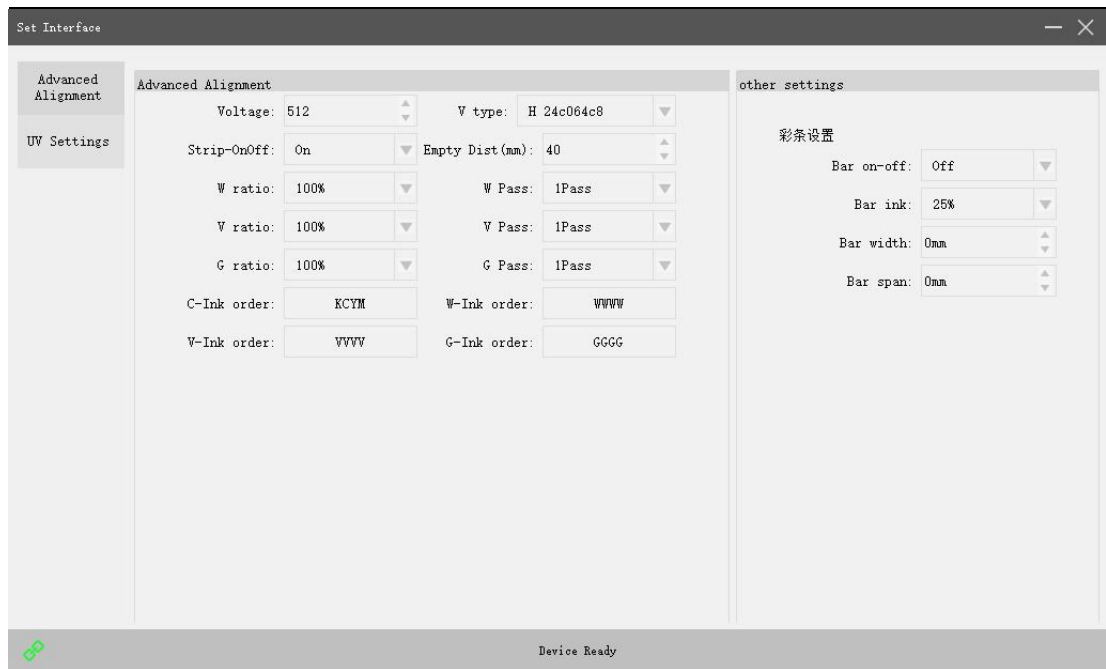 Set Interface
Advanced
Alignment
UV Settings
Advanced Alignment
Voltage: 512 V type: H 24c064c8
Strip-OnOff: On Empty Dist(mm): 40
W ratio: 100% W Pass: 1Pass
V ratio: 100% V Pass: 1Pass
G ratio: 100% G Pass: 1Pass
C-Ink order: KCYM W-Ink order: WWWW
V-Ink order: VVVV G-Ink order: GGGG
other settings
彩条设置
Bar on-off: Off
Bar ink: 25%
Bar width: 0mm
Bar span: 0mm
Device Ready